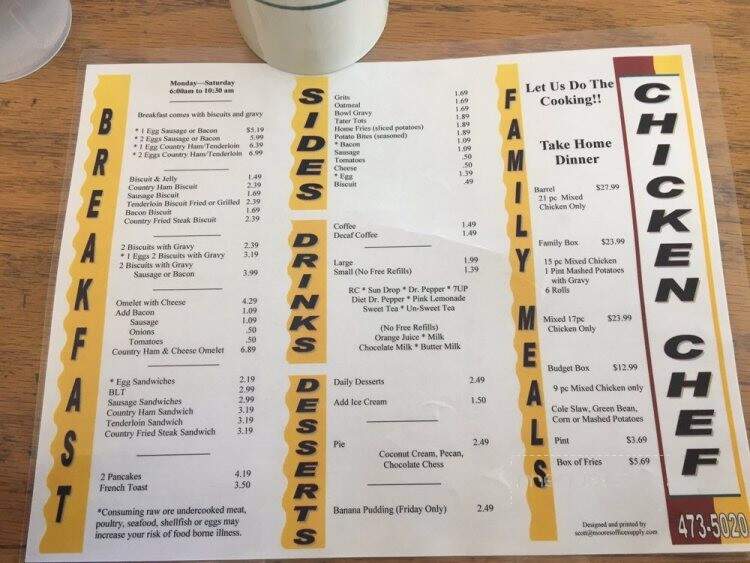 BREAKFAST
Monday---Saturday
6:00am to 10:30 am
Breakfast comes with biscuits and gravy
* 1 Egg Sausage or Bacon $5.19
* 2 Eggs Sausage or Bacon 5.99
* 1 Egg Country Ham/Tenderloin 6.39
* 2 Eggs Country Ham/Tenderloin 6.99
Biscuit & Jelly 1.49
Country Ham Biscuit 2.39
Sausage Biscuit 1.69
Tenderloin Biscuit Fried or Grilled 2.39
Bacon Biscuit 1.69
Country Fried Steak Biscuit 2.39
2 Biscuits with Gravy 2.39
* 1 Eggs 2 Biscuits with Gravy 3.19
2 Biscuits with Gravy
Sausage or Bacon 3.99
Omelet with Cheese 4.29
Add Bacon 1.09
Sausage 1.09
Onions .50
Tomatoes .50
Country Ham & Cheese Omelet 6.89
* Egg Sandwiches 2.19
BLT 2.99
Sausage Sandwiches 2.99
Country Ham Sandwich 3.19
Tenderloin Sandwich 3.19
Country Fried Steak Sandwich 3.19
2 Pancakes 4.19
French Toast 3.50
*Consuming raw ore undercooked meat,
poultry, seafood, shellfish or eggs may
increase your risk of food borne illness.
SIDES
Grits 1.69
Oatmeal 1.69
Bowl Gravy 1.69
Tater Tots 1.89
Home Fries (sliced potatoes) 1.89
Potato Bites (seasoned) 1.89
* Bacon 1.09
Sausage 1.09
Tomatoes .50
Cheese .50
* Egg 1.39
Biscuit .49
DRINKS
Coffee 1.49
Decaf Coffee 1.49
Large 1.99
Small (No Free Refills) 1.39
RC * Sun Drop * Dr. Pepper * 7UP
Diet Dr. Pepper * Pink Lemonade
Sweet Tea * Un-Sweet Tea
(No Free Refills)
Orange Juice * Milk
Chocolate Milk * Butter Milk
DESSERTS
Daily Desserts 2.49
Add Ice Cream 1.50
Pie 2.49
Coconut Cream, Pecan,
Chocolate Chess
Banana Pudding (Friday Only) 2.49
FAMILY MEALS
Let Us Do The
Cooking!!
Take Home
Dinner
Barrel $27.99
21 pc Mixed
Chicken Only
Family Box $23.99
15 pc Mixed Chicken
1 Pint Mashed Potatoes
with Gravy
6 Rolls
Mixed 17pc $23.99
Chicken Only
Budget Box $12.99
9 pc Mixed Chicken only
Cole Slaw, Green Bean,
Corn or Mashed Potatoes
Pint $3.69
Box of Fries $5.69
Designed and printed by
scott@mooresofficesupply.com
CHICKEN CHEF
473-5020